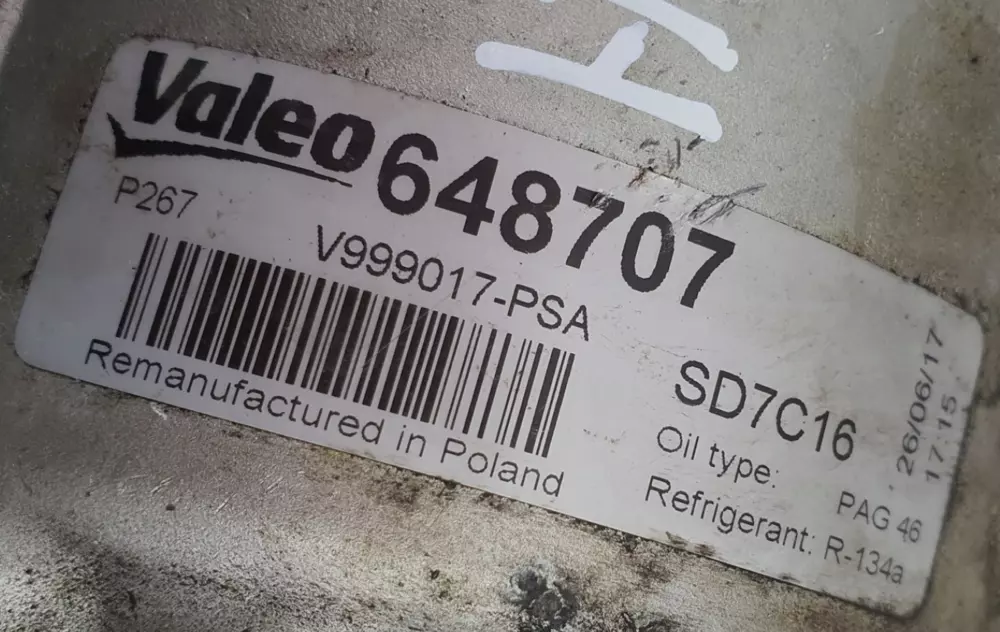 Valeo 648707
P267
V999017-PSA
Remanufactured in Poland
SD7C16
Oil type: PAG 46
Refrigerant: R-134a
26/06/17
17:15